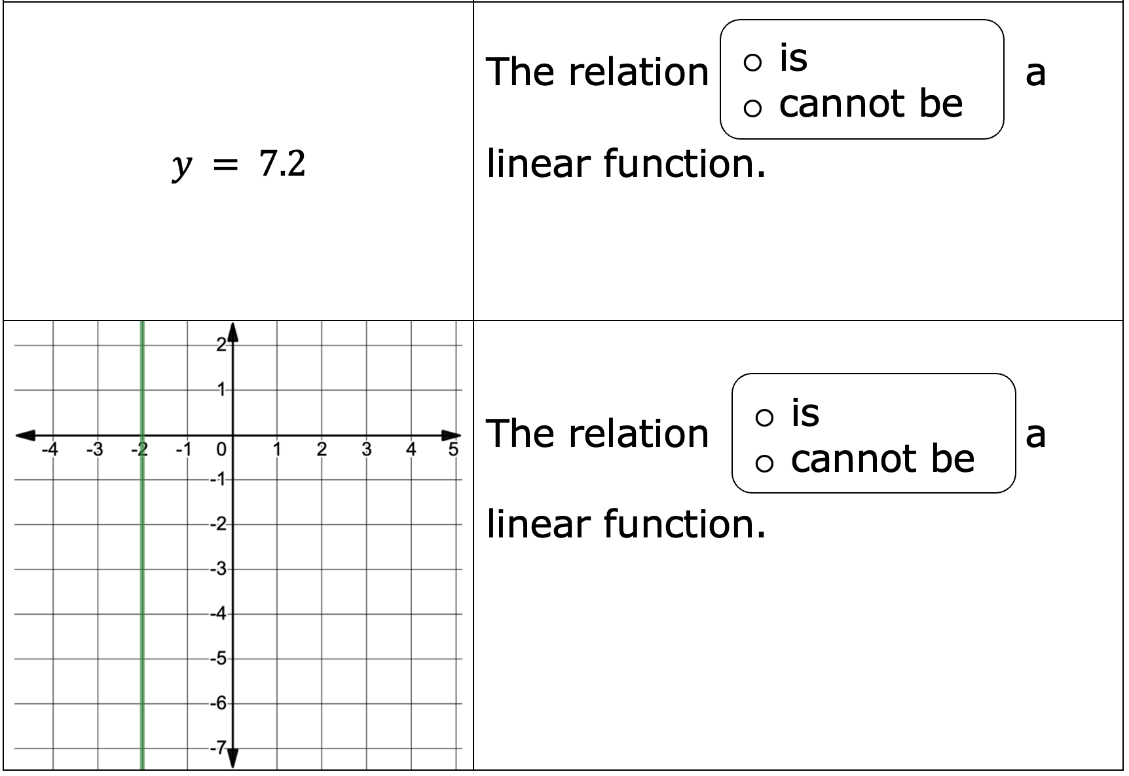 The relation
○ is
○ cannot be
a
linear function.
y = 7.2
2
1
-4 -3 -2 -1 0 1 2 3 4 5
-1
-2
-3
-4
-5
-6
-7
The relation
○ is
○ cannot be
a
linear function.